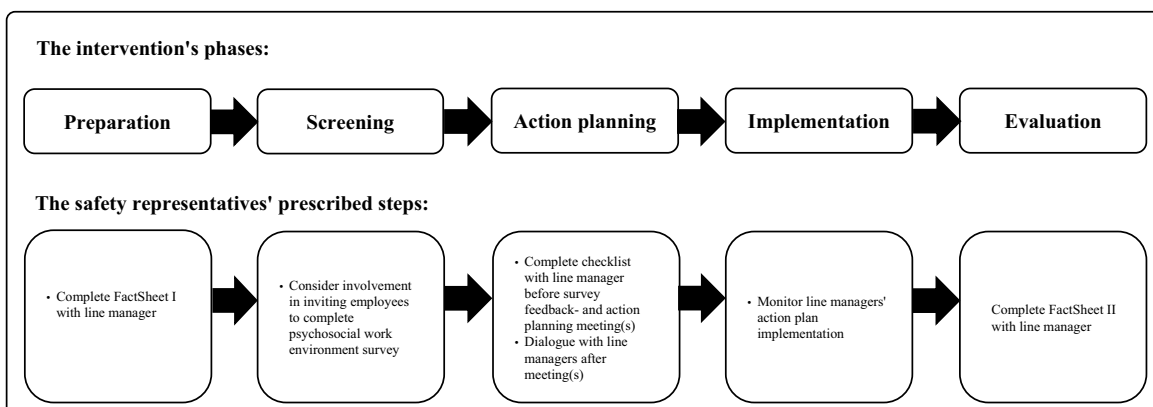 The intervention's phases:
Preparation
Screening
Action planning
Implementation
Evaluation
The safety representatives' prescribed steps:
• Complete FactSheet I
with line manager
• Consider involvement
in inviting employees
to complete
psychosocial work
environment survey
• Complete checklist
with line manager
before survey
feedback- and action
planning meeting(s)
• Dialogue with line
managers after
meeting(s)
• Monitor line managers'
action plan
implementation
Complete FactSheet II
with line manager